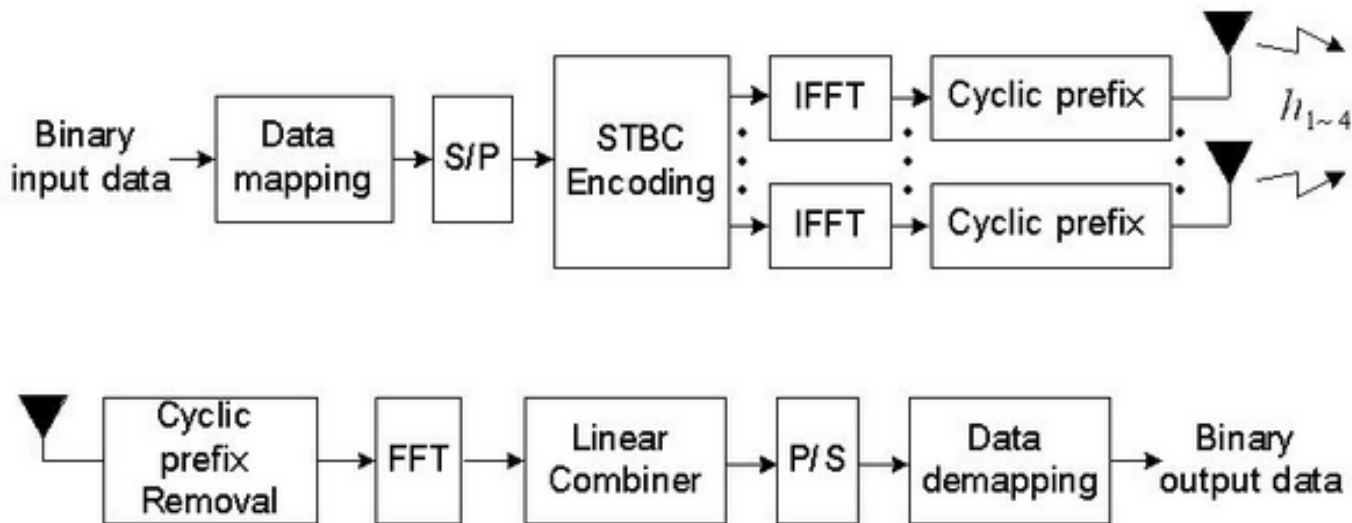 Binary
input data
Data
mapping
S/P
STBC
Encoding
IFFT
Cyclic prefix
IFFT
Cyclic prefix
h1~4
Cyclic
prefix
Removal
FFT
Linear
Combiner
P/S
Data
demapping
Binary
output data